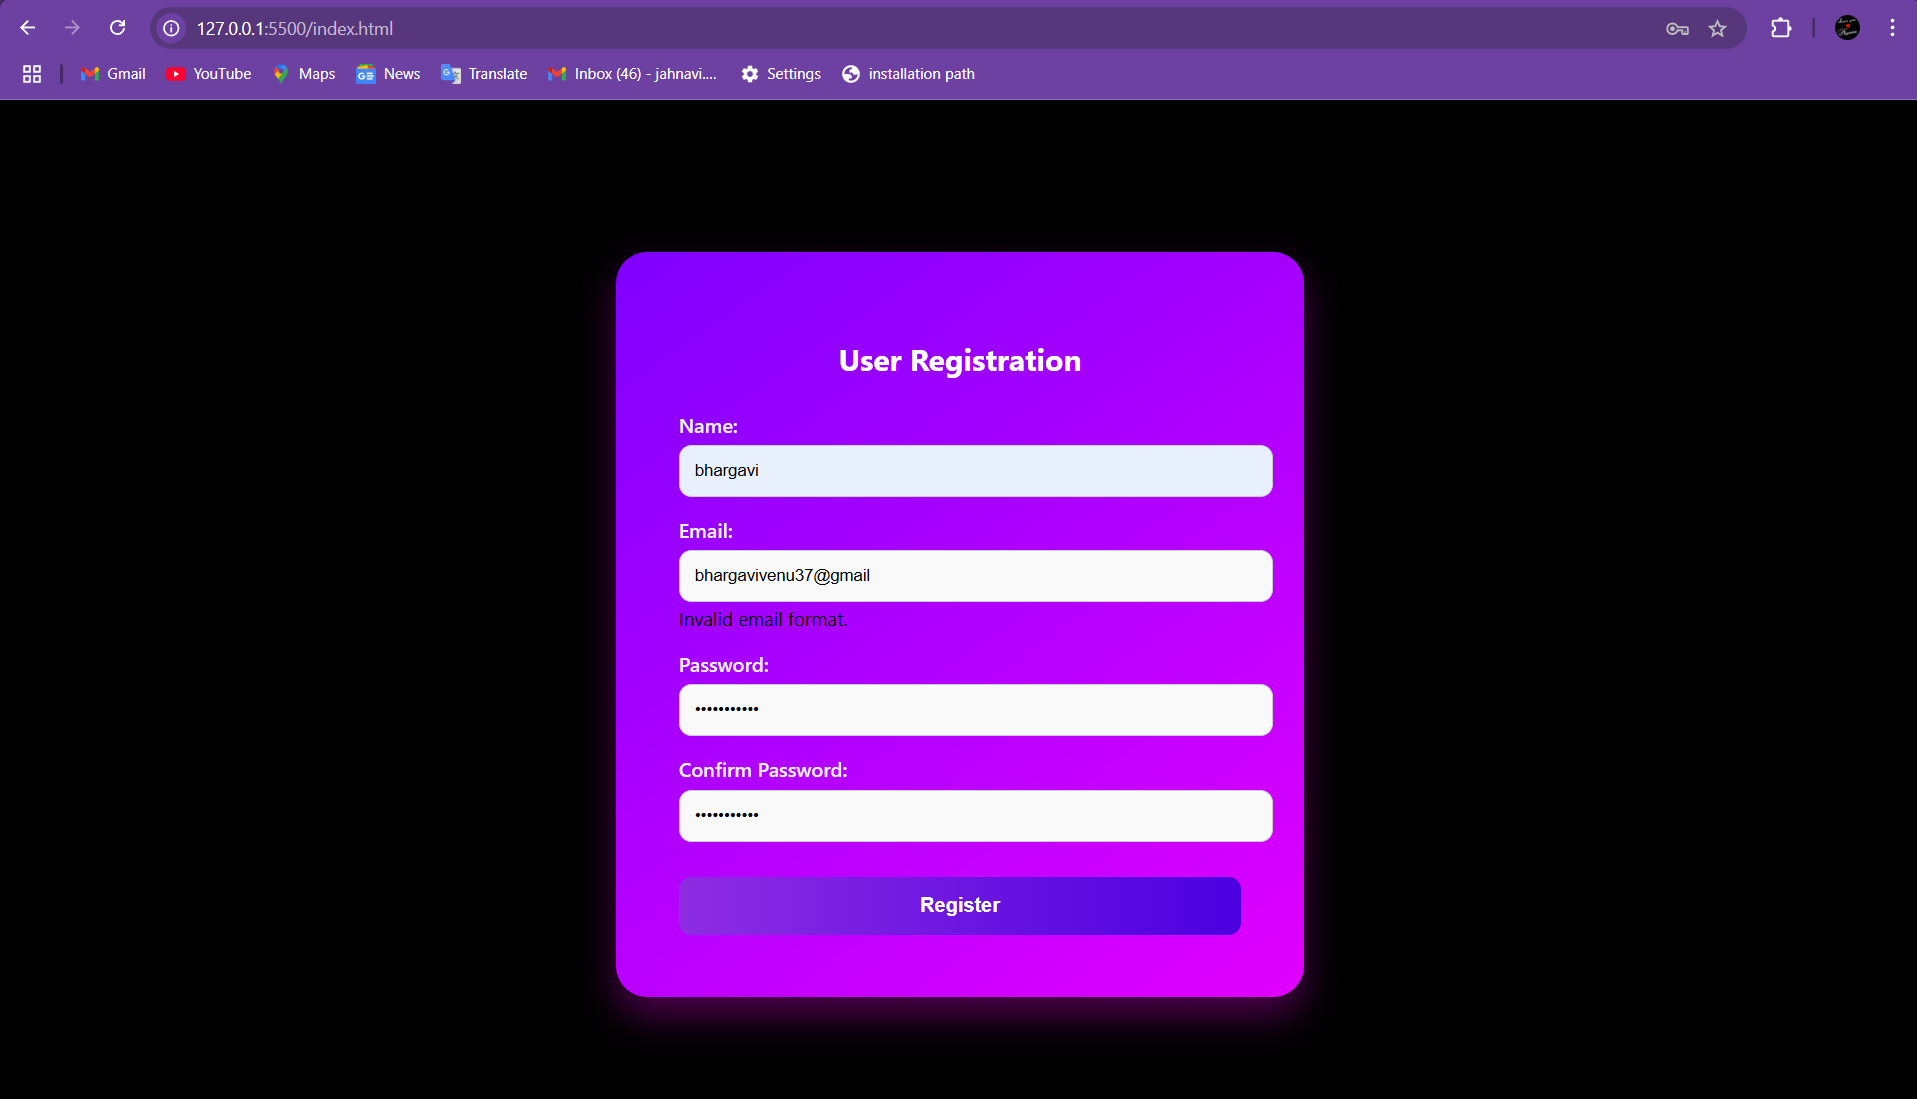 127.0.0.1:5500/index.html
Gmail YouTube Maps News Translate Inbox (46) - jahnavi.... Settings installation path
User Registration
Name:
bhargavi
Email:
bhargavivenu37@gmail
Invalid email format.
Password:
•••••••••••
Confirm Password:
•••••••••••
Register